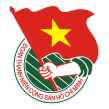 ĐOÀN THANH NIÊN CỘNG SẢN HỒ CHÍ MINH